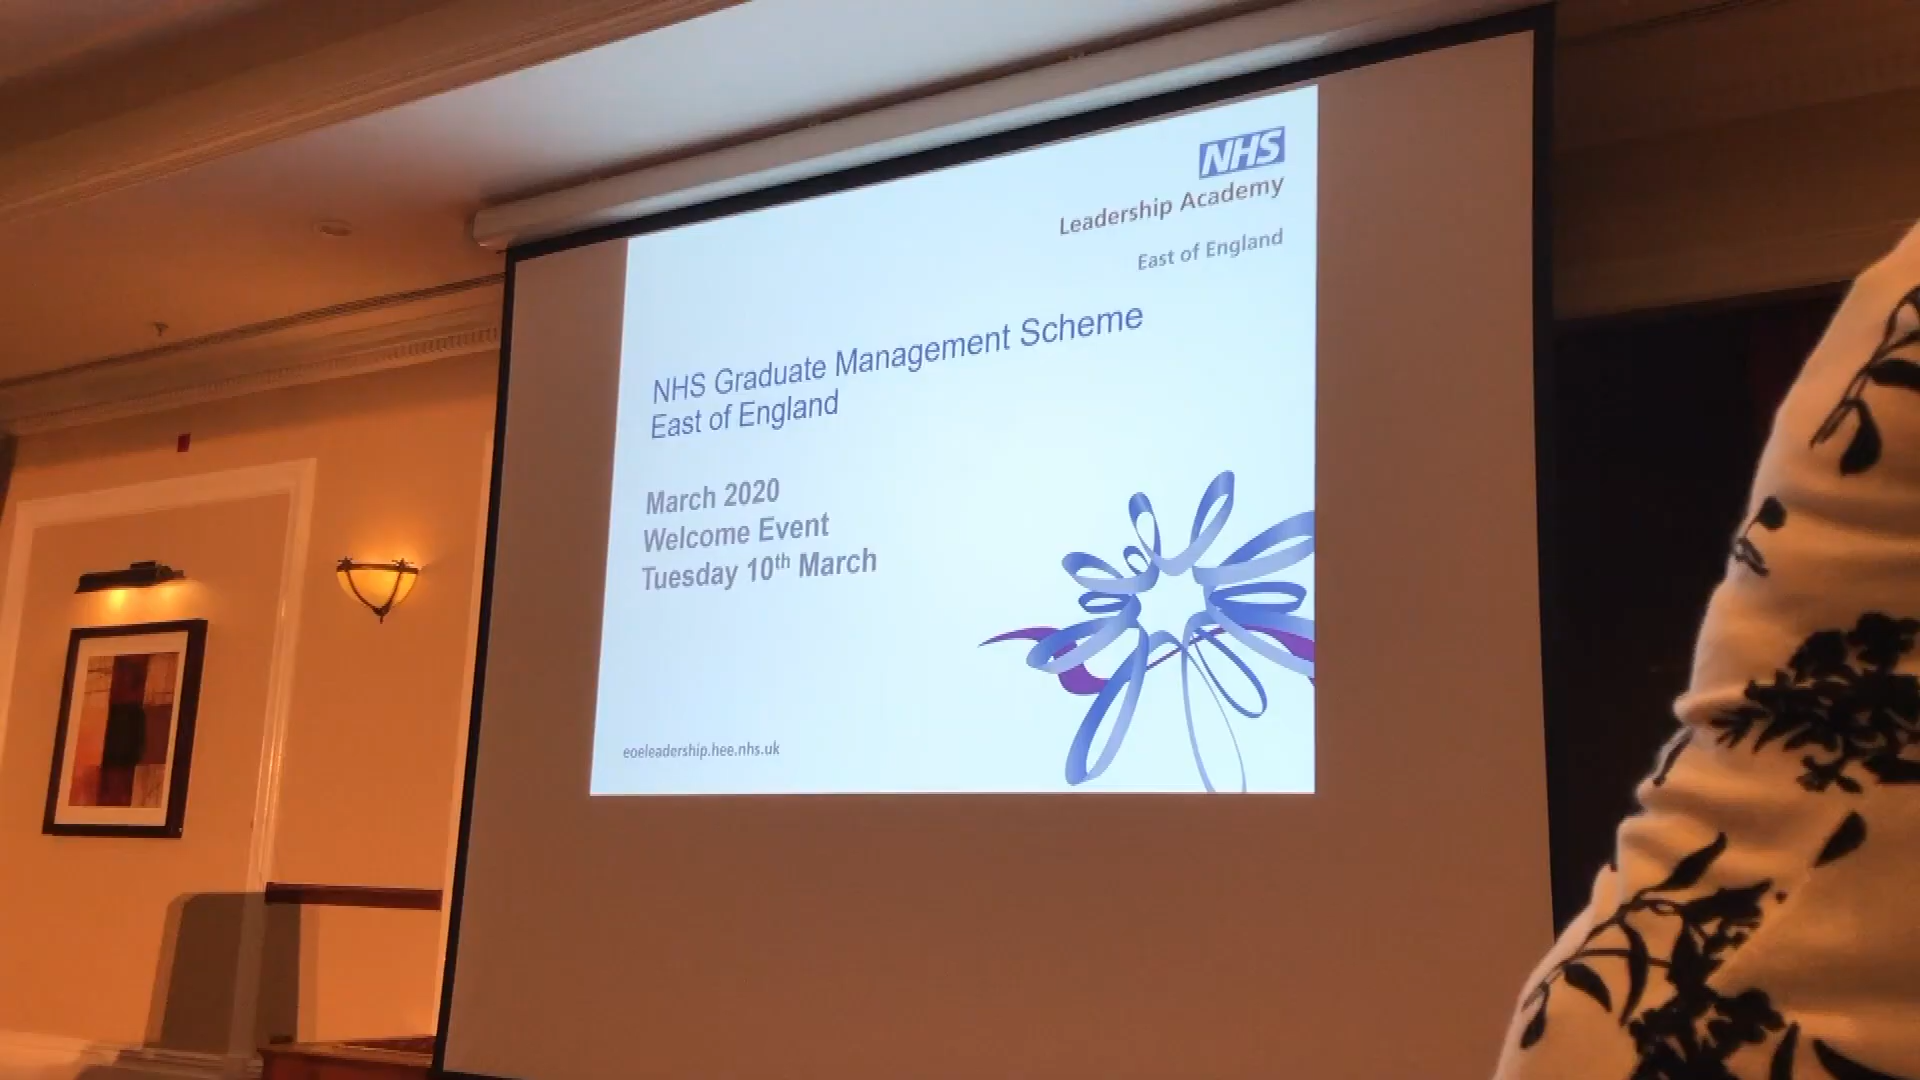 NHS
Leadership Academy
East of England
NHS Graduate Management Scheme
East of England
March 2020
Welcome Event
Tuesday 10th March
eoeleadership.hee.nhs.uk